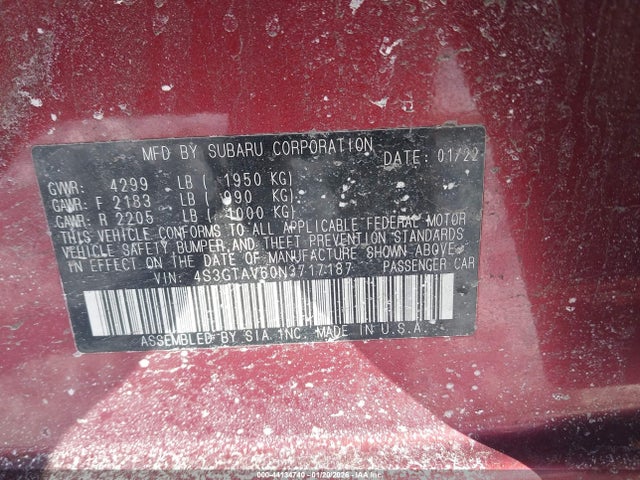 MFD BY SUBARU CORPORATION DATE: 01/22
GVWR: 4299 LB ( 1950 KG)
GAWR: F 2183 LB ( 990 KG)
GAWR: R 2205 LB ( 1000 KG)
THIS VEHICLE CONFORMS TO ALL APPLICABLE FEDERAL MOTOR
VEHICLE SAFETY, BUMPER, AND THEFT PREVENTION STANDARDS
IN EFFECT ON THE DATE OF MANUFACTURE SHOWN ABOVE.
VIN: 4S3GTAV60N3717187 PASSENGER CAR
ASSEMBLED BY SIA INC. MADE IN U.S.A.
000-44134740 - 01/20/2026 - IAA Inc.